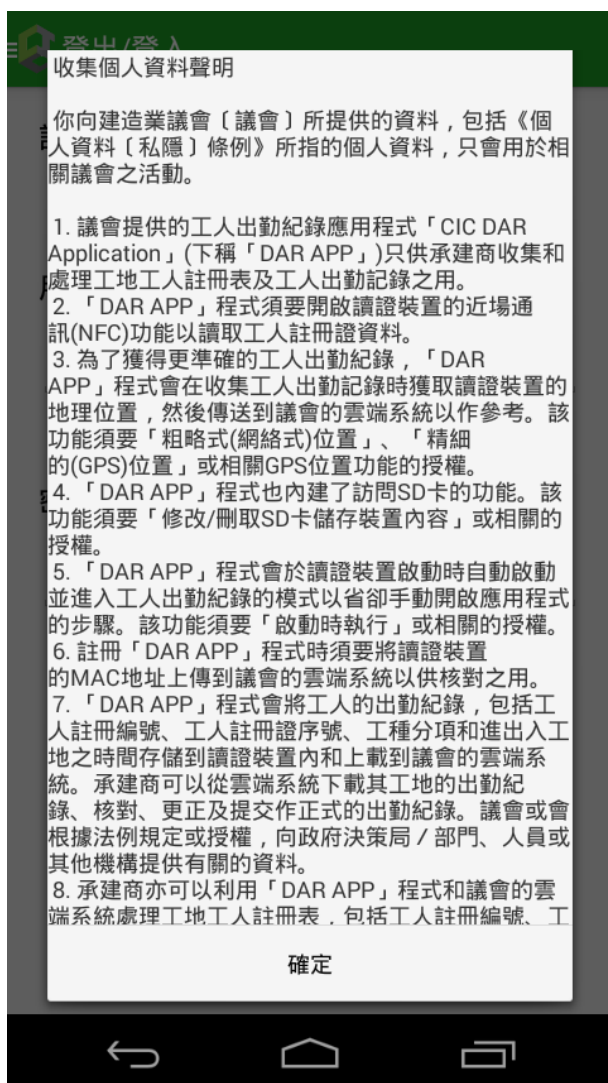 登出/登入
收集個人資料聲明
你向建造業議會〔議會〕所提供的資料，包括《個
人資料〔私隱〕條例》所指的個人資料，只會用於相
關議會之活動。
1. 議會提供的工人出勤紀錄應用程式「CIC DAR
Application」(下稱「DAR APP」)只供承建商收集和
處理工地工人註冊表及工人出勤記錄之用。
2. 「DAR APP」程式須要開啟讀證裝置的近場通
訊(NFC)功能以讀取工人註冊證資料。
3. 為了獲得更準確的工人出勤紀錄，「DAR
APP」程式會在收集工人出勤記錄時獲取讀證裝置的
地理位置，然後傳送到議會的雲端系統以作參考。該
功能須要「粗略式(網絡式)位置」、「精細
的(GPS)位置」或相關GPS位置功能的授權。
4. 「DAR APP」程式也內建了訪問SD卡的功能。該
功能須要「修改/刪取SD卡儲存裝置內容」或相關的
授權。
5. 「DAR APP」程式會於讀證裝置啟動時自動啟動
並進入工人出勤紀錄的模式以省卻手動開啟應用程式
的步驟。該功能須要「啟動時執行」或相關的授權。
6. 註冊「DAR APP」程式時須要將讀證裝置
的MAC地址上傳到議會的雲端系統以供核對之用。
7. 「DAR APP」程式會將工人的出勤紀錄，包括工
人註冊編號、工人註冊證序號、工種分項和進出入工
地之時間存儲到讀證裝置內和上載到議會的雲端系
統。承建商可以從雲端系統下載其工地的出勤紀
錄、核對、更正及提交作正式的出勤紀錄。議會或會
根據法例規定或授權，向政府決策局／部門、人員或
其他機構提供有關的資料。
8. 承建商亦可以利用「DAR APP」程式和議會的雲
端系統處理工地工人註冊表，包括工人註冊編號、工
確定